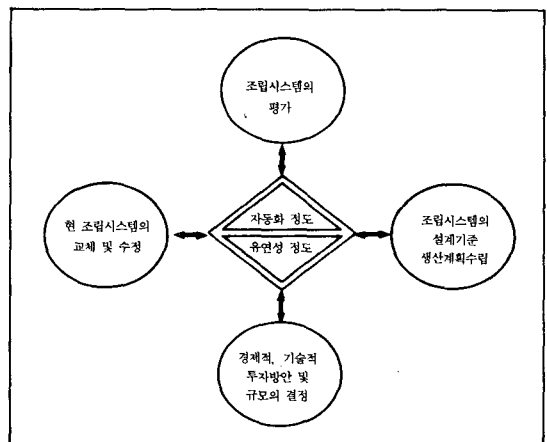 조립시스템의
평가
현 조립시스템의
교체 및 수정
자동화 정도
유연성 정도
조립시스템의
설계기준
생산계획수립
경제적, 기술적
투자방안 및
규모의 결정